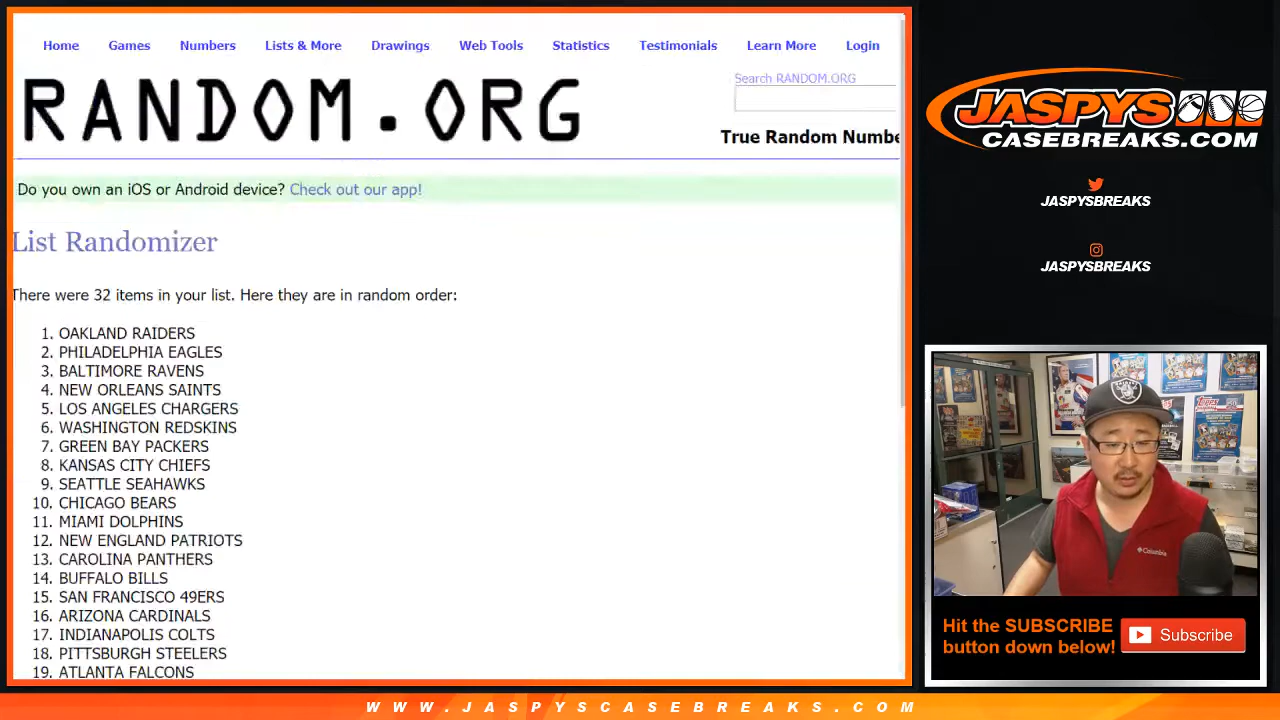 Home Games Numbers Lists & More Drawings Web Tools Statistics Testimonials Learn More Login
RANDOM.ORG
Search RANDOM.ORG
True Random Numbe
Do you own an iOS or Android device? Check out our app!
List Randomizer
There were 32 items in your list. Here they are in random order:
1. OAKLAND RAIDERS
2. PHILADELPHIA EAGLES
3. BALTIMORE RAVENS
4. NEW ORLEANS SAINTS
5. LOS ANGELES CHARGERS
6. WASHINGTON REDSKINS
7. GREEN BAY PACKERS
8. KANSAS CITY CHIEFS
9. SEATTLE SEAHAWKS
10. CHICAGO BEARS
11. MIAMI DOLPHINS
12. NEW ENGLAND PATRIOTS
13. CAROLINA PANTHERS
14. BUFFALO BILLS
15. SAN FRANCISCO 49ERS
16. ARIZONA CARDINALS
17. INDIANAPOLIS COLTS
18. PITTSBURGH STEELERS
19. ATLANTA FALCONS
JASPYS
CASEBREAKS.COM
JASPYSBREAKS
JASPYSBREAKS
Columbia
Hit the SUBSCRIBE
button down below!
Subscribe
WWW.JASPYSCASEBREAKS.COM